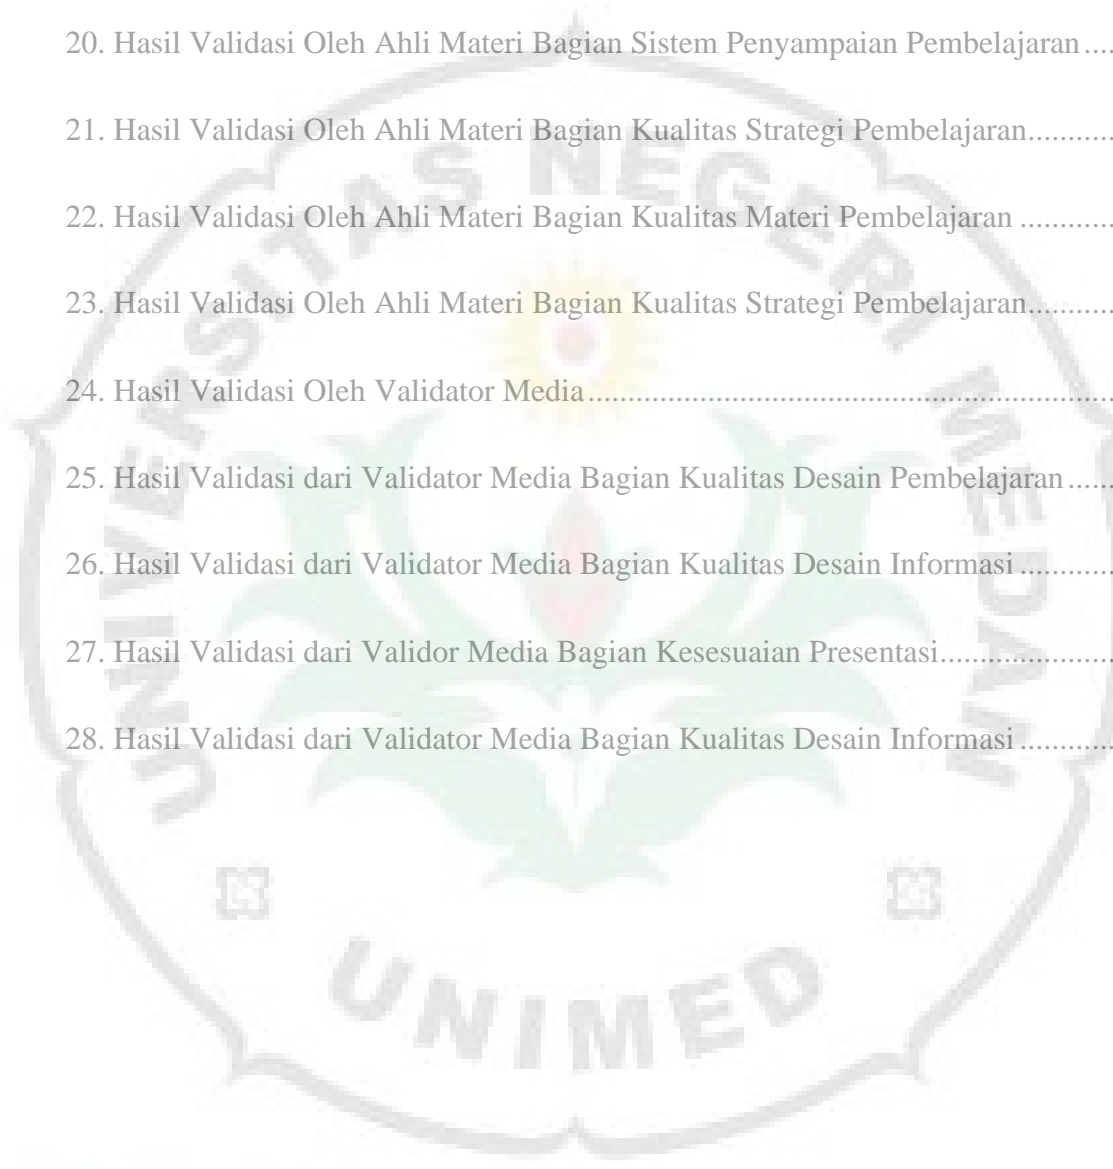 20. Hasil Validasi Oleh Ahli Materi Bagian Sistem Penyampaian Pembelajaran ....
21. Hasil Validasi Oleh Ahli Materi Bagian Kualitas Strategi Pembelajaran...........
22. Hasil Validasi Oleh Ahli Materi Bagian Kualitas Materi Pembelajaran ............
23. Hasil Validasi Oleh Ahli Materi Bagian Kualitas Strategi Pembelajaran...........
24. Hasil Validasi Oleh Validator Media..................................................................
25. Hasil Validasi dari Validator Media Bagian Kualitas Desain Pembelajaran ......
26. Hasil Validasi dari Validator Media Bagian Kualitas Desain Informasi ............
27. Hasil Validasi dari Validor Media Bagian Kesesuaian Presentasi......................
28. Hasil Validasi dari Validator Media Bagian Kualitas Desain Informasi ............
UNIVERSITAS NEGERI MEDAN
UNIMED